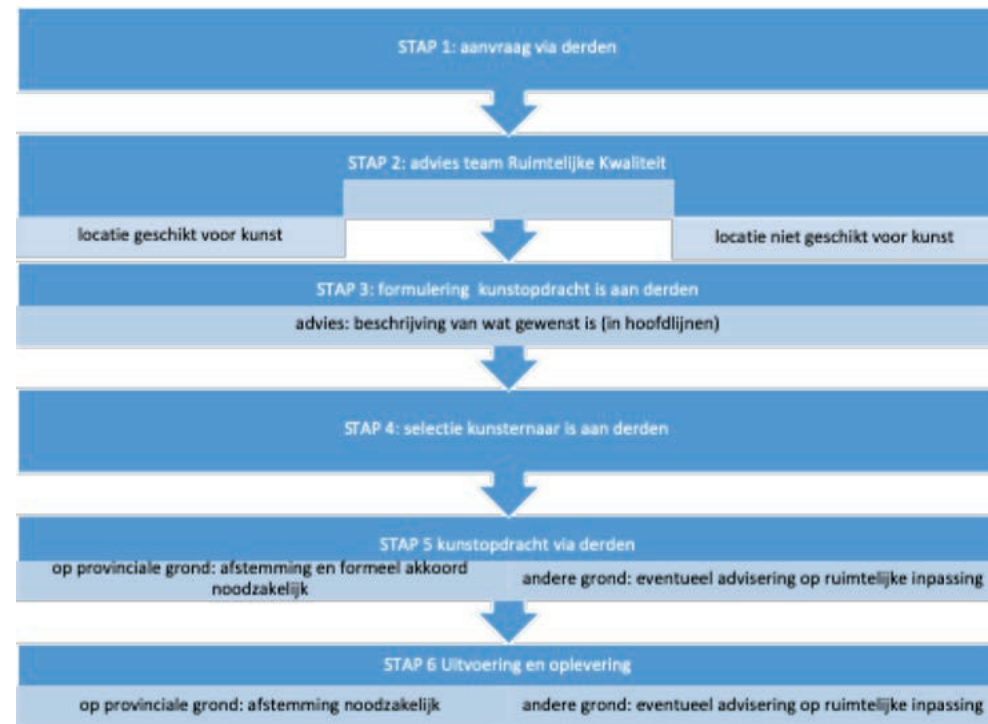 STAP 1: aanvraag via derden
STAP 2: advies team Ruimtelijke Kwaliteit
locatie geschikt voor kunst
locatie niet geschikt voor kunst
STAP 3: formulering kunstopdracht is aan derden
advies: beschrijving van wat gewenst is (in hoofdlijnen)
STAP 4: selectie kunsternaar is aan derden
STAP 5 kunstopdracht via derden
op provinciale grond: afstemming en formeel akkoord
noodzakelijk
andere grond: eventueel advisering op ruimtelijke inpassing
STAP 6 Uitvoering en oplevering
op provinciale grond: afstemming noodzakelijk
andere grond: eventueel advisering op ruimtelijke inpassing